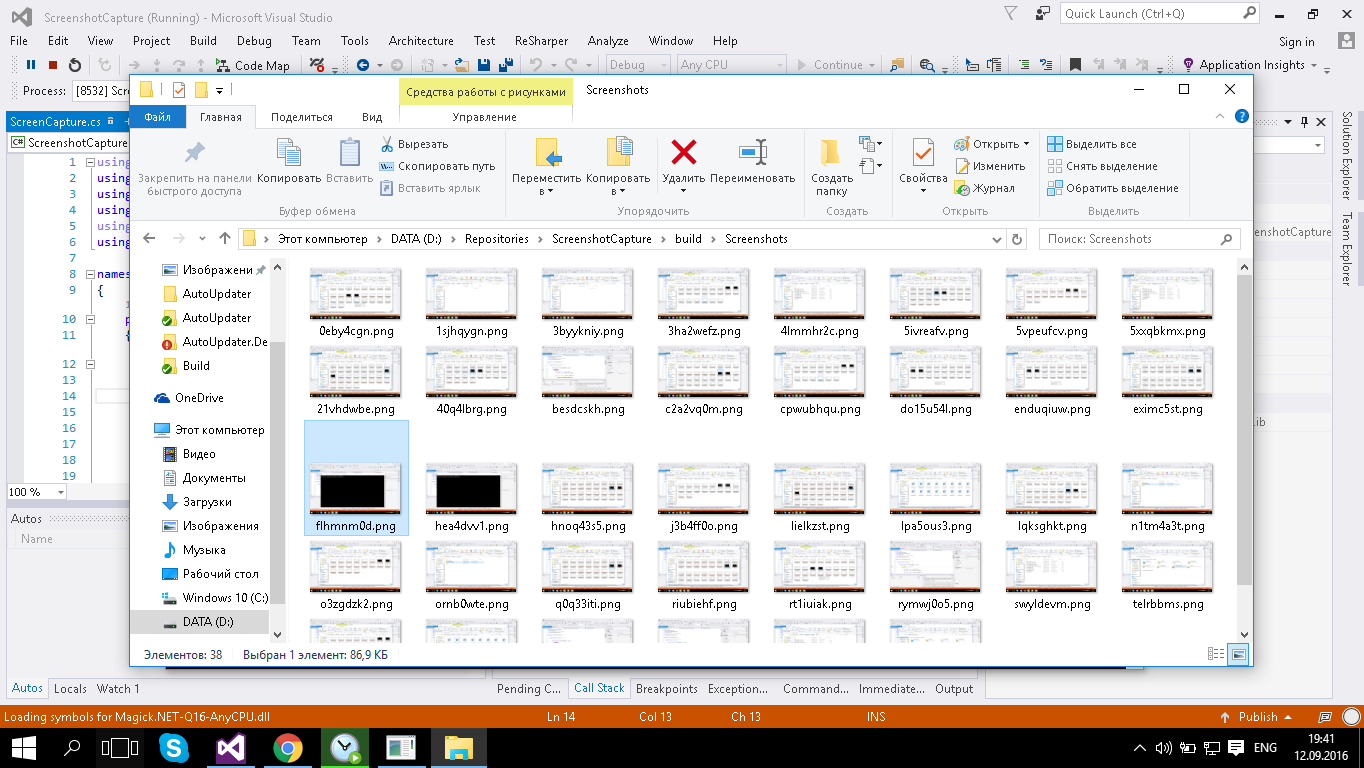 ScreenshotCapture (Running) - Microsoft Visual Studio
Quick Launch (Ctrl+Q)
File Edit View Project Build Debug Team Tools Architecture Test ReSharper Analyze Window Help
Sign in
Code Map Debug Any CPU Continue Application Insights
Process: [8532] Scre
Средства работы с рисунками Screenshots
Файл Главная Поделиться Вид Управление
ScreenCapture.cs
ScreenshotCapture
Закрепить на панели быстрого доступа
Копировать
Вставить
Вырезать
Скопировать путь
Вставить ярлык
Буфер обмена
Переместить в
Копировать в
Удалить
Переименовать
Упорядочить
Создать папку
Создать
Свойства
Открыть
Изменить
Журнал
Открыть
Выделить все
Снять выделение
Обратить выделение
Выделить
Solution Explorer
Team Explorer
1 using
2 using
3 using
4 using
5 using
6 using
7
8 names
9 {
10 p
11 {
12
13
14
15
16
17
18
19
100 %
Autos
Name
enshotCapture
Lib
Этот компьютер DATA (D:) Repositories ScreenshotCapture build Screenshots
Поиск: Screenshots
Изображени
AutoUpdater
AutoUpdater
AutoUpdater.De
Build
OneDrive
Этот компьютер
Видео
Документы
Загрузки
Изображения
Музыка
Рабочий стол
Windows 10 (C:)
DATA (D:)
0eby4cgn.png 1sjhqygn.png 3byykniy.png 3ha2wefz.png 4lmmhr2c.png 5ivreafv.png 5vpeufcv.png 5xxqbkmx.png
21vhdwbe.png 40q4lbrg.png besdcskh.png c2a2vq0m.png cpwubhqu.png do15u54l.png enduqiuw.png eximc5st.png
flhmnm0d.png hea4dvv1.png hnoq43s5.png j3b4ff0o.png lielkzst.png lpa5ous3.png lqksghkt.png n1tm4a3t.png
o3zgdzk2.png ornb0wte.png q0q33iti.png riubiehf.png rt1iuiak.png rymwj0o5.png swyldevm.png telrbbms.png
Элементов: 38 Выбран 1 элемент: 86,9 КБ
Autos Locals Watch 1
Pending C... Call Stack Breakpoints Exception... Command... Immediate... Output
Loading symbols for Magick.NET-Q16-AnyCPU.dll Ln 14 Col 13 Ch 13 INS Publish
ENG
19:41
12.09.2016